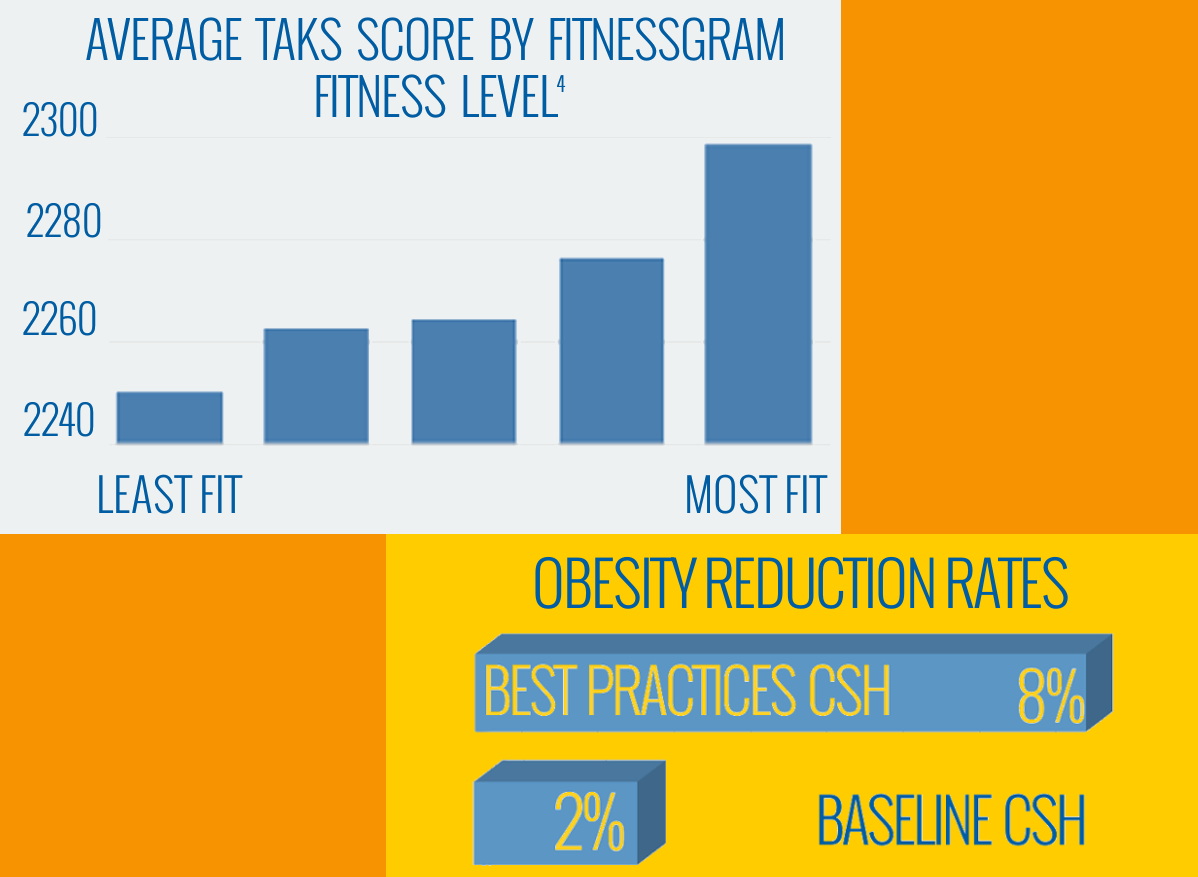 AVERAGE TAKS SCORE BY FITNESSGRAM
FITNESS LEVEL⁴
2300
2280
2260
2240
LEAST FIT
MOST FIT
OBESITY REDUCTION RATES
BEST PRACTICES CSH 8%
2% BASELINE CSH